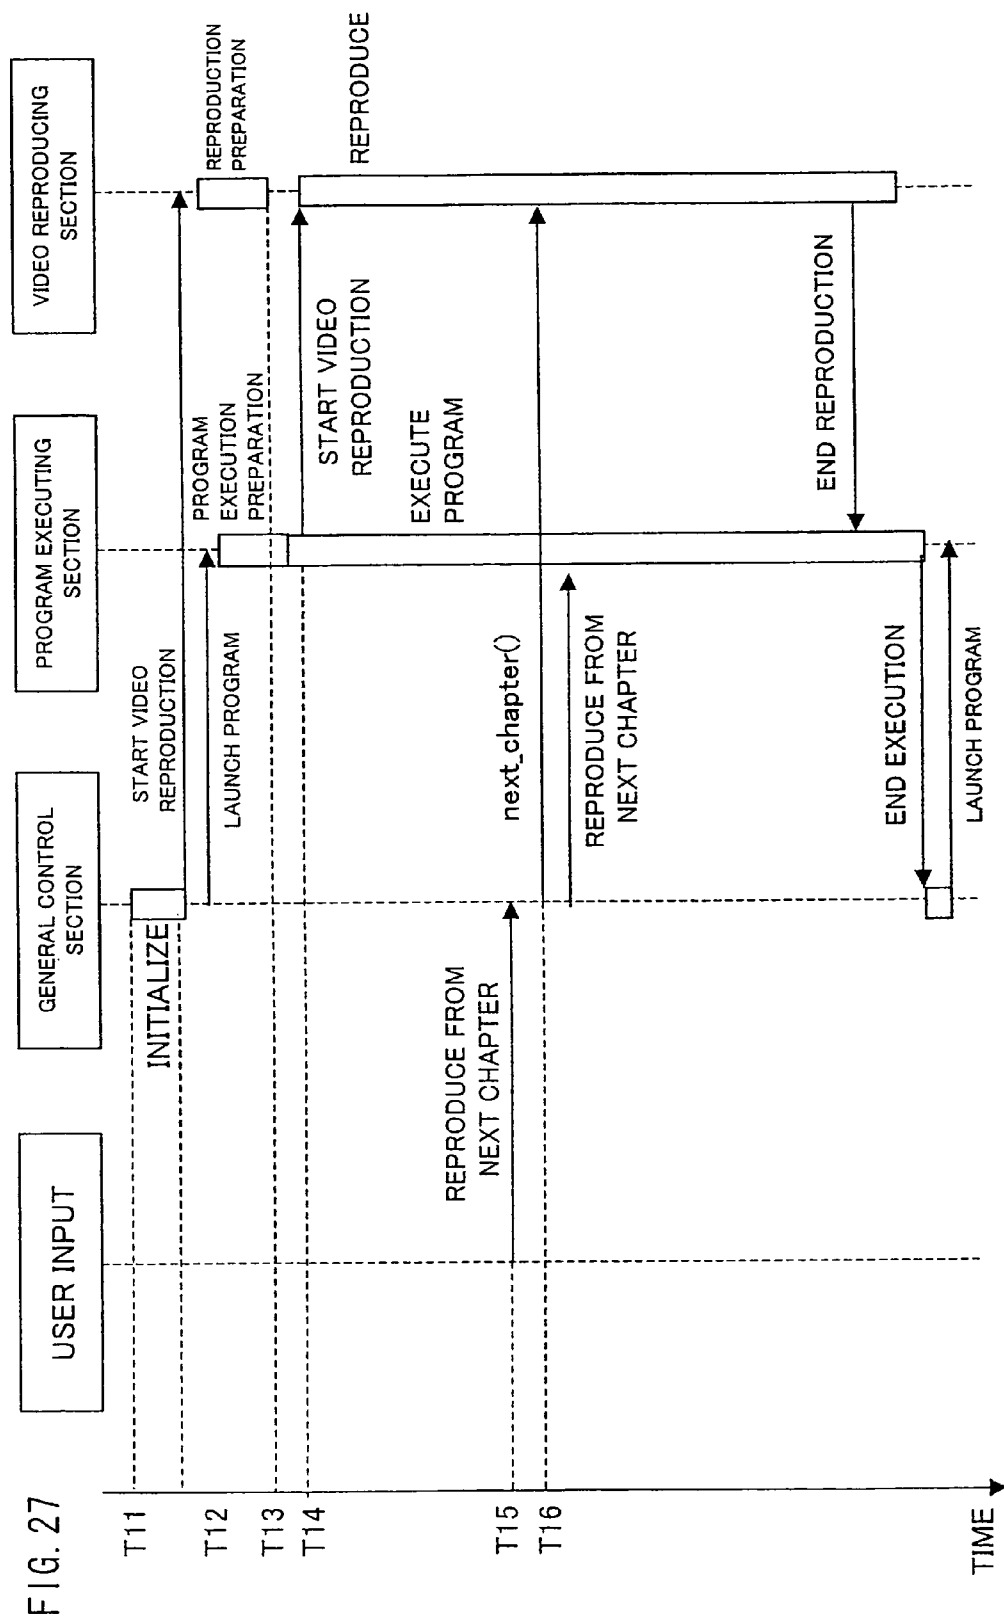 FIG. 27
USER INPUT
GENERAL CONTROL
SECTION
PROGRAM EXECUTING
SECTION
VIDEO REPRODUCING
SECTION
T11
INITIALIZE
START VIDEO
REPRODUCTION
T12
LAUNCH PROGRAM
PROGRAM
EXECUTION
PREPARATION
REPRODUCTION
PREPARATION
T13
T14
START VIDEO
REPRODUCTION
REPRODUCE
EXECUTE
PROGRAM
T15
REPRODUCE FROM
NEXT CHAPTER
T16
next_chapter()
REPRODUCE FROM
NEXT CHAPTER
END REPRODUCTION
END EXECUTION
LAUNCH PROGRAM
TIME